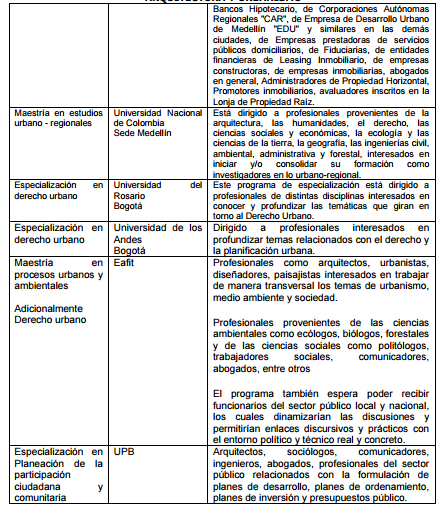 Bancos Hipotecario, de Corporaciones Autónomas
Regionales "CAR", de Empresa de Desarrollo Urbano
de Medellín "EDU" y similares en las demás
ciudades, de Empresas prestadoras de servicios
públicos domiciliarios, de Fiduciarias, de entidades
financieras de Leasing Inmobiliario, de empresas
constructoras, de empresas inmobiliarias, abogados
en general, Administradores de Propiedad Horizontal,
Promotores inmobiliarios, avaluadores inscritos en la
Lonja de Propiedad Raíz.
Maestría en estudios
urbano - regionales
Universidad Nacional
de Colombia
Sede Medellín
Está dirigido a profesionales provenientes de la
arquitectura, las humanidades, el derecho, las
ciencias sociales y económicas, la ecología y las
ciencias de la tierra, la geografía, las ingenierías civil,
ambiental, administrativa y forestal, interesados en
iniciar y/o consolidar su formación como
investigadores en lo urbano-regional.
Especialización en
derecho urbano
Universidad del
Rosario
Bogotá
Este programa de especialización está dirigido a
profesionales de distintas disciplinas interesados en
conocer y profundizar las temáticas que giran en
torno al Derecho Urbano.
Especialización en
derecho urbano
Universidad de los
Andes
Bogotá
Dirigido a profesionales interesados en
profundizar temas relacionados con el derecho y
la planificación urbana.
Maestría en
procesos urbanos y
ambientales
Adicionalmente
Derecho urbano
Eafit
Profesionales como arquitectos, urbanistas,
diseñadores, paisajistas interesados en trabajar
de manera transversal los temas de urbanismo,
medio ambiente y sociedad.
Profesionales provenientes de las ciencias
ambientales como ecólogos, biólogos, forestales
y de las ciencias sociales como politólogos,
trabajadores sociales, comunicadores,
abogados, entre otros
El programa también espera poder recibir
funcionarios del sector público local y nacional,
los cuales dinamizarían las discusiones y
permitirían enlaces discursivos y prácticos con
el entorno político y técnico real y concreto.
Especialización en
Planeación de la
participación
ciudadana y
comunitaria
UPB
Arquitectos, sociólogos, comunicadores,
ingenieros, abogados, profesionales del sector
público relacionados con la formulación de
planes de desarrollo, planes de ordenamiento,
planes de inversión y presupuestos público.